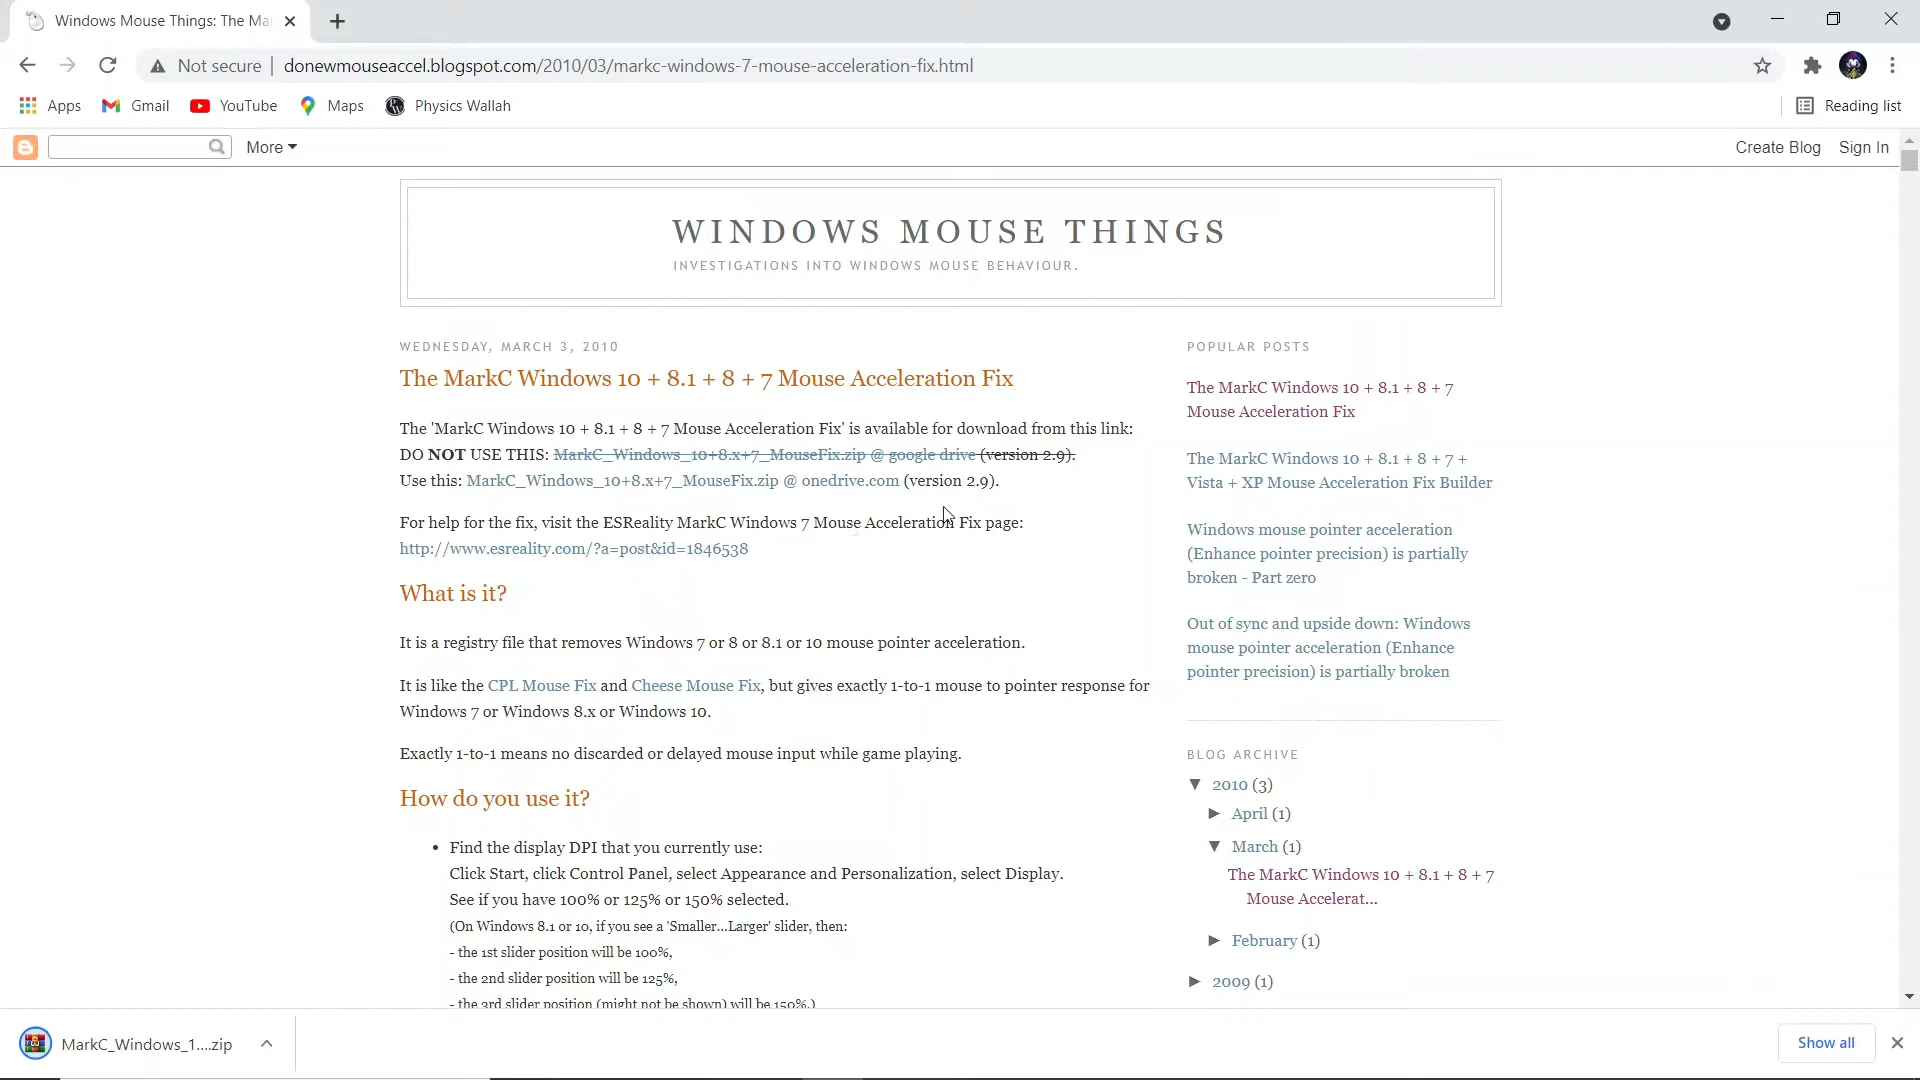 Windows Mouse Things: The Ma
Not secure
donewmouseaccel.blogspot.com/2010/03/markc-windows-7-mouse-acceleration-fix.html
Apps Gmail YouTube Maps Physics Wallah Reading list
More Create Blog Sign In
WINDOWS MOUSE THINGS
INVESTIGATIONS INTO WINDOWS MOUSE BEHAVIOUR.
WEDNESDAY, MARCH 3, 2010
The MarkC Windows 10 + 8.1 + 8 + 7 Mouse Acceleration Fix
The 'MarkC Windows 10 + 8.1 + 8 + 7 Mouse Acceleration Fix' is available for download from this link:
DO NOT USE THIS: MarkC_Windows_10+8.x+7_MouseFix.zip @ google drive (version 2.9).
Use this: MarkC_Windows_10+8.x+7_MouseFix.zip @ onedrive.com (version 2.9).
For help for the fix, visit the ESReality MarkC Windows 7 Mouse Acceleration Fix page:
http://www.esreality.com/?a=post&id=1846538
What is it?
It is a registry file that removes Windows 7 or 8 or 8.1 or 10 mouse pointer acceleration.
It is like the CPL Mouse Fix and Cheese Mouse Fix, but gives exactly 1-to-1 mouse to pointer response for
Windows 7 or Windows 8.x or Windows 10.
Exactly 1-to-1 means no discarded or delayed mouse input while game playing.
How do you use it?
• Find the display DPI that you currently use:
Click Start, click Control Panel, select Appearance and Personalization, select Display.
See if you have 100% or 125% or 150% selected.
(On Windows 8.1 or 10, if you see a 'Smaller...Larger' slider, then:
- the 1st slider position will be 100%,
- the 2nd slider position will be 125%,
- the 3rd slider position (might not be shown) will be 150%.)
POPULAR POSTS
The MarkC Windows 10 + 8.1 + 8 + 7
Mouse Acceleration Fix
The MarkC Windows 10 + 8.1 + 8 + 7 +
Vista + XP Mouse Acceleration Fix Builder
Windows mouse pointer acceleration
(Enhance pointer precision) is partially
broken - Part zero
Out of sync and upside down: Windows
mouse pointer acceleration (Enhance
pointer precision) is partially broken
BLOG ARCHIVE
▼ 2010 (3)
► April (1)
▼ March (1)
The MarkC Windows 10 + 8.1 + 8 + 7
Mouse Accelerat...
► February (1)
► 2009 (1)
MarkC_Windows_1....zip
Show all